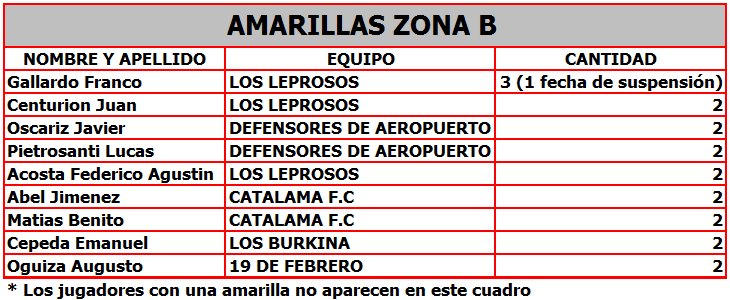 AMARILLAS ZONA B
NOMBRE Y APELLIDO EQUIPO CANTIDAD
Gallardo Franco LOS LEPROSOS 3 (1 fecha de suspensión)
Centurion Juan LOS LEPROSOS 2
Oscariz Javier DEFENSORES DE AEROPUERTO 2
Pietrosanti Lucas DEFENSORES DE AEROPUERTO 2
Acosta Federico Agustin LOS LEPROSOS 2
Abel Jimenez CATALAMA F.C 2
Matias Benito CATALAMA F.C 2
Cepeda Emanuel LOS BURKINA 2
Oguiza Augusto 19 DE FEBRERO 2
* Los jugadores con una amarilla no aparecen en este cuadro